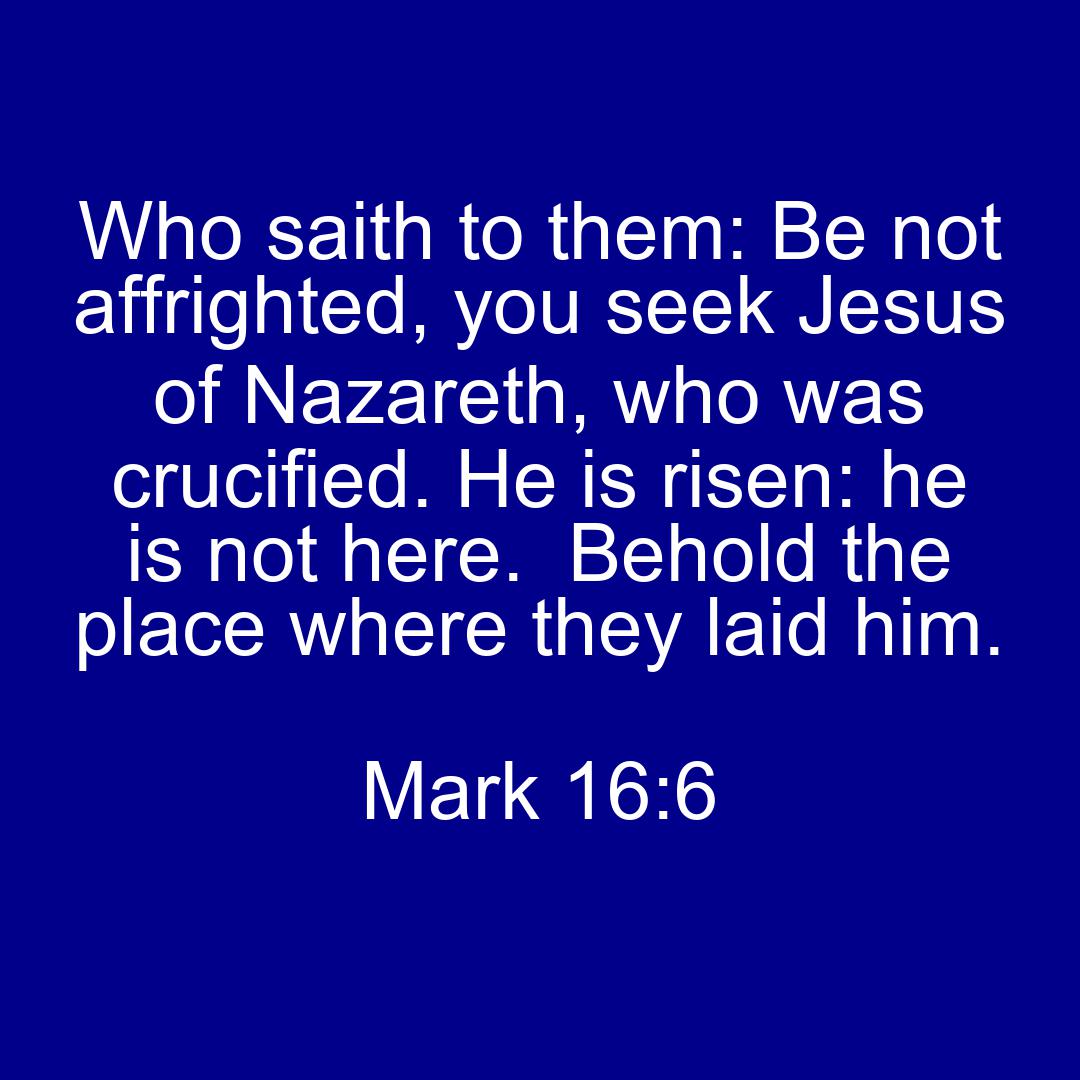 Who saith to them: Be not
affrighted, you seek Jesus
of Nazareth, who was
crucified. He is risen: he
is not here.  Behold the
place where they laid him.
Mark 16:6